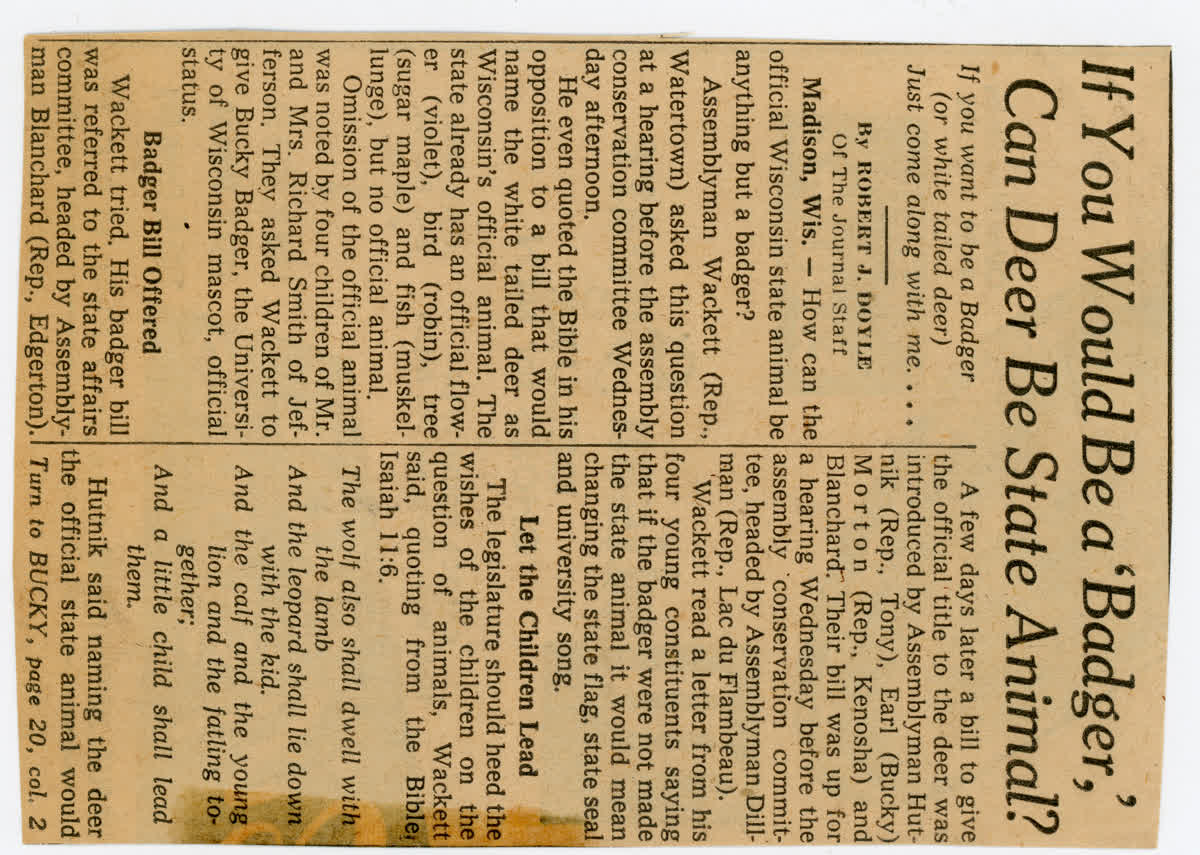 If You Would Be a ‘Badger,’
Can Deer Be State Animal?
If you want to be a Badger
(or white tailed deer)
Just come along with me. . . .
By ROBERT J. DOYLE
Of The Journal Staff
Madison, Wis. — How can the
official Wisconsin state animal be
anything but a badger?
Assemblyman Wackett (Rep.,
Watertown) asked this question
at a hearing before the assembly
conservation committee Wednes-
day afternoon.
He even quoted the Bible in his
opposition to a bill that would
name the white tailed deer as
Wisconsin's official animal. The
state already has an official flow-
er (violet), bird (robin), tree
(sugar maple) and fish (muskel-
lunge), but no official animal.
Omission of the official animal
was noted by four children of Mr.
and Mrs. Richard Smith of Jef-
ferson. They asked Wackett to
give Bucky Badger, the Universi-
ty of Wisconsin mascot, official
status.
Badger Bill Offered
Wackett tried. His badger bill
was referred to the state affairs
committee, headed by Assembly-
man Blanchard (Rep., Edgerton).
A few days later a bill to give
the official title to the deer was
introduced by Assemblyman Hut-
nik (Rep., Tony), Earl (Bucky)
Morton (Rep., Kenosha) and
Blanchard. Their bill was up for
a hearing Wednesday before the
assembly conservation commit-
tee, headed by Assemblyman Dill-
man (Rep., Lac du Flambeau).
Wackett read a letter from his
four young constituents saying
that if the badger were not made
the state animal it would mean
changing the state flag, state seal
and university song.
Let the Children Lead
The legislature should heed the
wishes of the children on the
question of animals, Wackett
said, quoting from the Bible,
Isaiah 11:6.
The wolf also shall dwell with
the lamb
And the leopard shall lie down
with the kid.
And the calf and the young
lion and the fatling to-
gether;
And a little child shall lead
them.
Hutnik said naming the deer
the official state animal would
Turn to BUCKY, page 20, col. 2